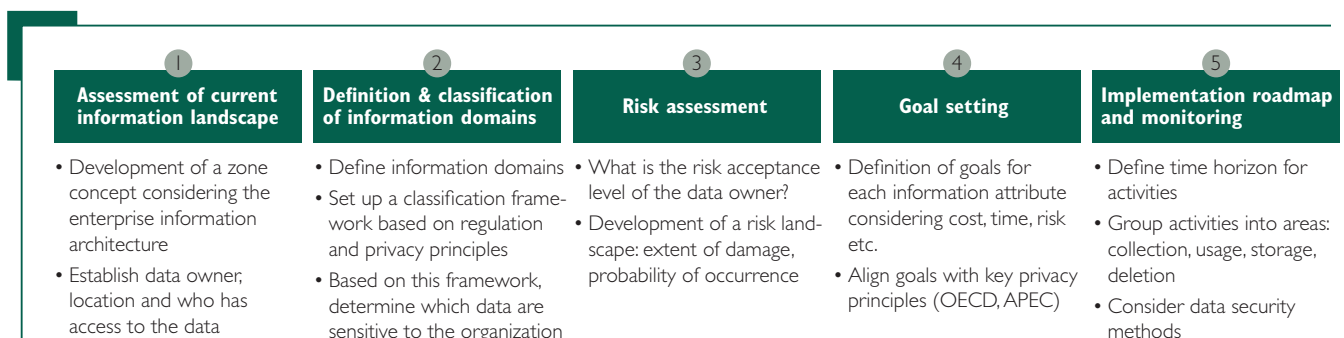 1
Assessment of current
information landscape
• Development of a zone
concept considering the
enterprise information
architecture
• Establish data owner,
location and who has
access to the data
2
Definition & classification
of information domains
• Define information domains
• Set up a classification frame-
work based on regulation
and privacy principles
• Based on this framework,
determine which data are
sensitive to the organization
3
Risk assessment
• What is the risk acceptance
level of the data owner?
• Development of a risk land-
scape: extent of damage,
probability of occurrence
4
Goal setting
• Definition of goals for
each information attribute
considering cost, time, risk
etc.
• Align goals with key privacy
principles (OECD, APEC)
5
Implementation roadmap
and monitoring
• Define time horizon for
activities
• Group activities into areas:
collection, usage, storage,
deletion
• Consider data security
methods